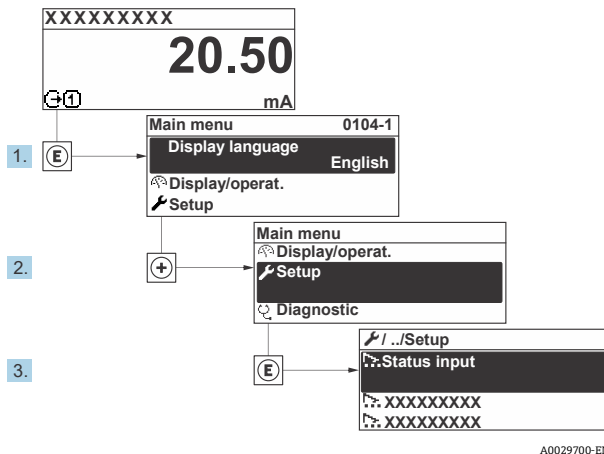 XXXXXXXXX
20.50
1 mA
Main menu 0104-1
1. E Display language
English
Display/operat.
Setup
Main menu
Display/operat.
2. + Setup
Diagnostic
/ ../Setup
3. E Status input
XXXXXXXXX
XXXXXXXXX
A0029700-EN